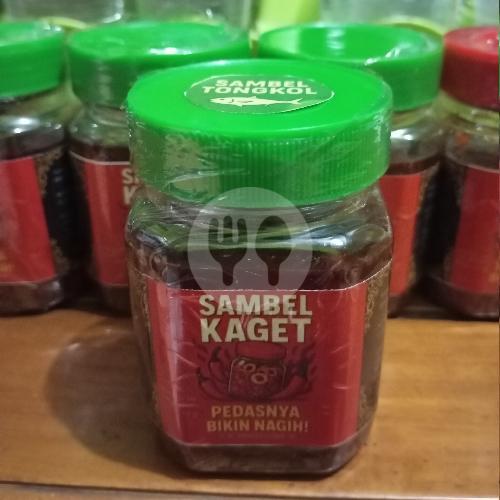 SAMBEL
TONGKOL
SAMBEL
KAGET
PEDASNYA
BIKIN NAGIH!